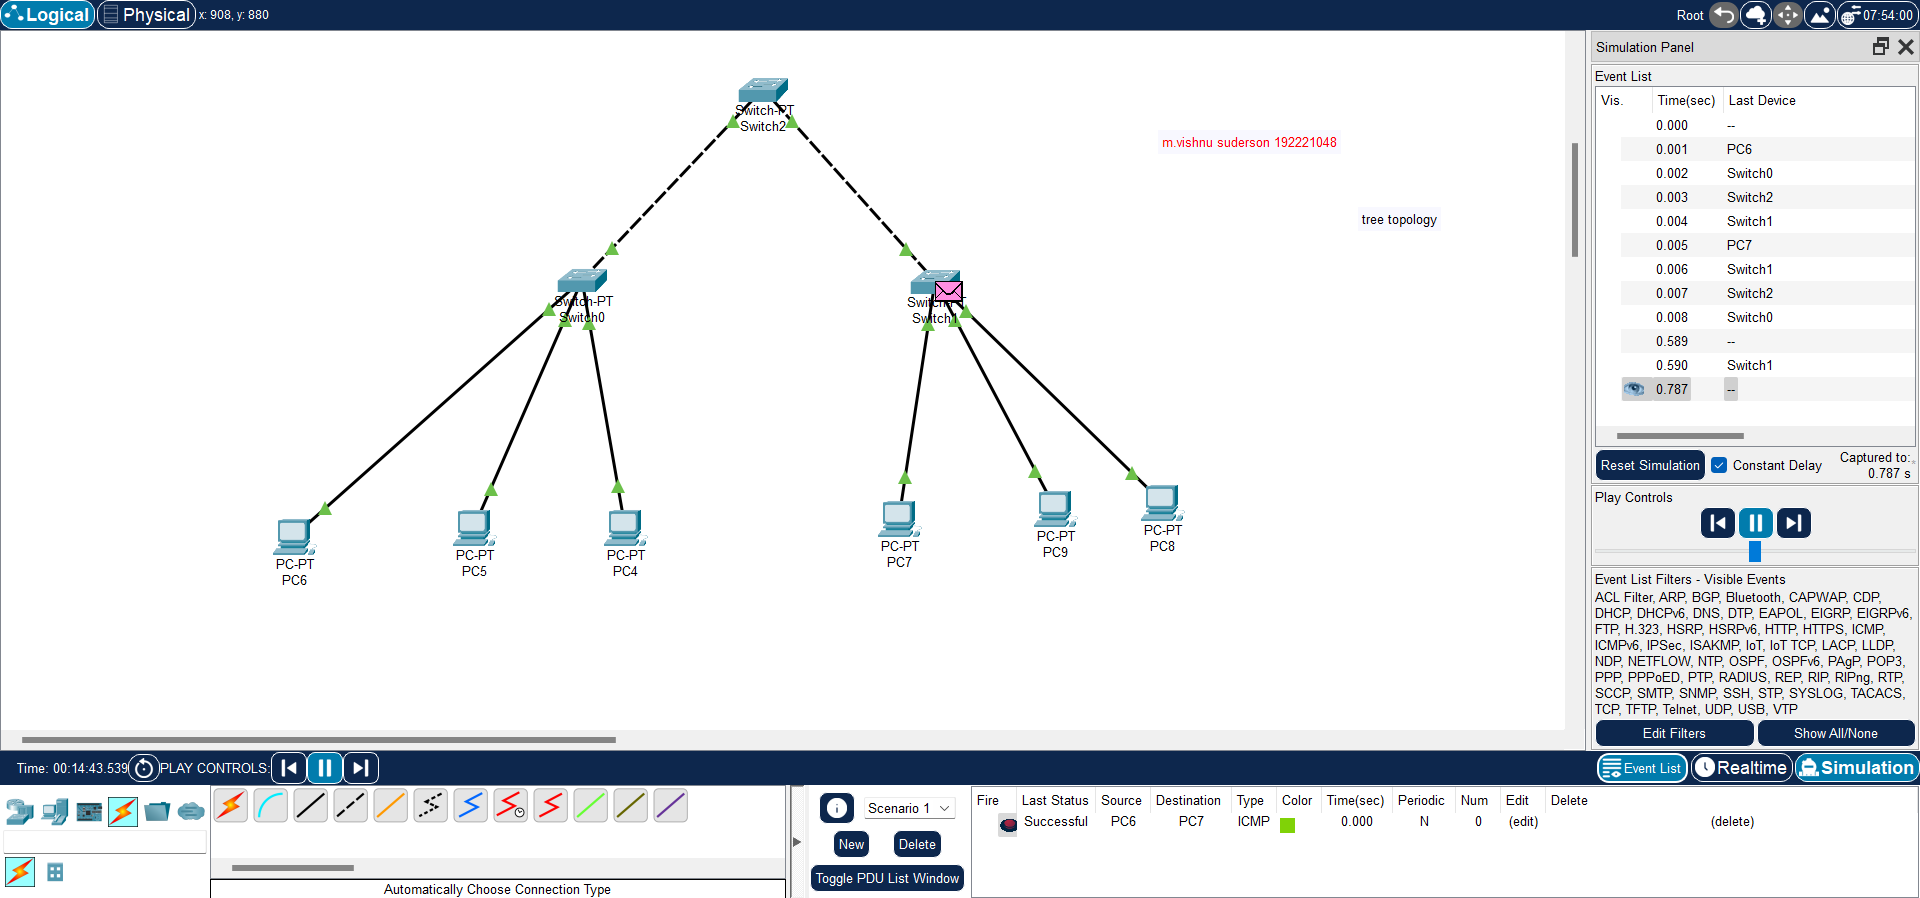 Logical
Physical
x: 908, y: 880
Root
07:54:00
Switch-PT
Switch2
m.vishnu suderson 192221048
tree topology
Switch-PT
Switch0
Switch1
PC-PT
PC6
PC-PT
PC5
PC-PT
PC4
PC-PT
PC7
PC-PT
PC9
PC-PT
PC8
Simulation Panel
Event List
Vis. Time(sec) Last Device
0.000 --
0.001 PC6
0.002 Switch0
0.003 Switch2
0.004 Switch1
0.005 PC7
0.006 Switch1
0.007 Switch2
0.008 Switch0
0.589 --
0.590 Switch1
0.787 --
Reset Simulation
Constant Delay
Captured to:
0.787 s
Play Controls
Event List Filters - Visible Events
ACL Filter, ARP, BGP, Bluetooth, CAPWAP, CDP,
DHCP, DHCPv6, DNS, DTP, EAPOL, EIGRP, EIGRPv6,
FTP, H.323, HSRP, HSRPv6, HTTP, HTTPS, ICMP,
ICMPv6, IPSec, ISAKMP, IoT, IoT TCP, LACP, LLDP,
NDP, NETFLOW, NTP, OSPF, OSPFv6, PAgP, POP3,
PPP, PPPoED, PTP, RADIUS, REP, RIP, RIPng, RTP,
SCCP, SMTP, SNMP, SSH, STP, SYSLOG, TACACS,
TCP, TFTP, Telnet, UDP, USB, VTP
Edit Filters
Show All/None
Time: 00:14:43.539
PLAY CONTROLS:
Event List
Realtime
Simulation
Automatically Choose Connection Type
Scenario 1
New
Delete
Toggle PDU List Window
Fire Last Status Source Destination Type Color Time(sec) Periodic Num Edit Delete
Successful PC6 PC7 ICMP 0.000 N 0 (edit) (delete)